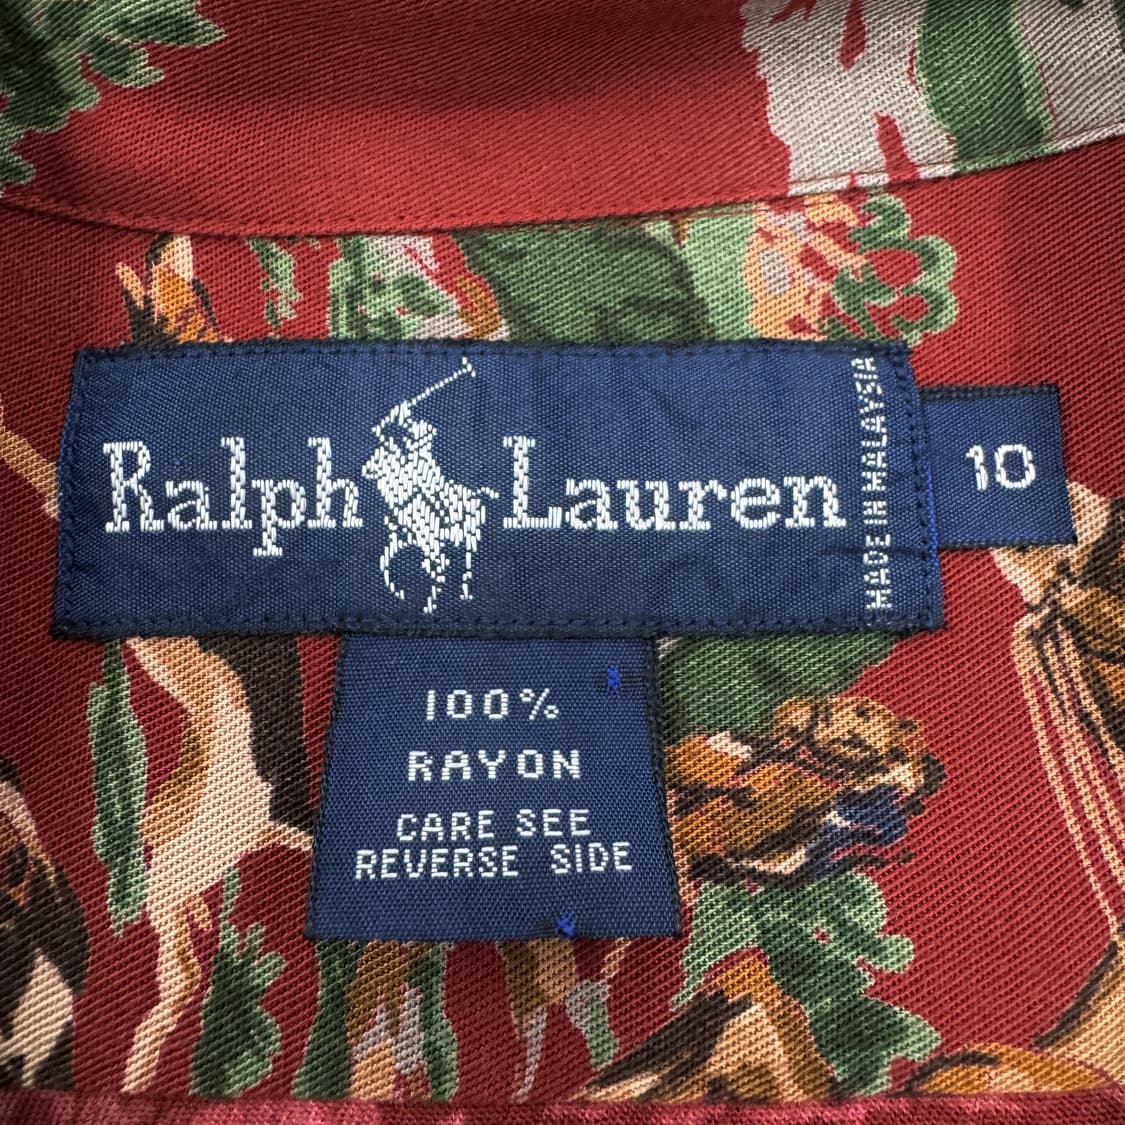 Ralph Lauren
MADE IN MALAYSIA
10
100%
RAYON
CARE SEE
REVERSE SIDE